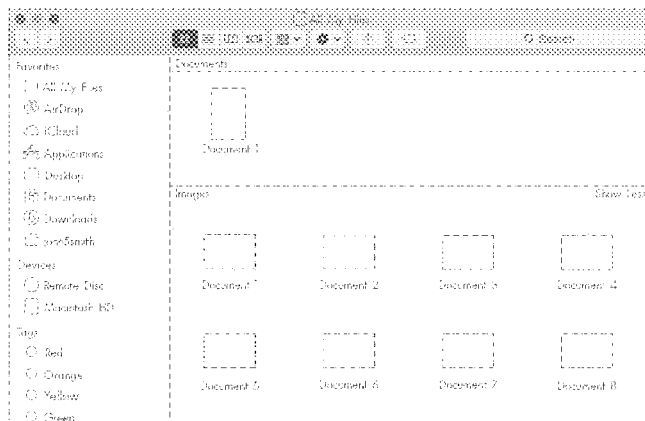 All My Files
Search
Favorites
All My Files
AirDrop
iCloud
Applications
Desktop
Documents
Downloads
johnSsmith
Devices
Remote Disc
Macintosh HD
Tags
Red
Orange
Yellow
Green
Documents
Document 1
Images
Show Less
Document 1
Document 2
Document 3
Document 4
Document 5
Document 6
Document 7
Document 8